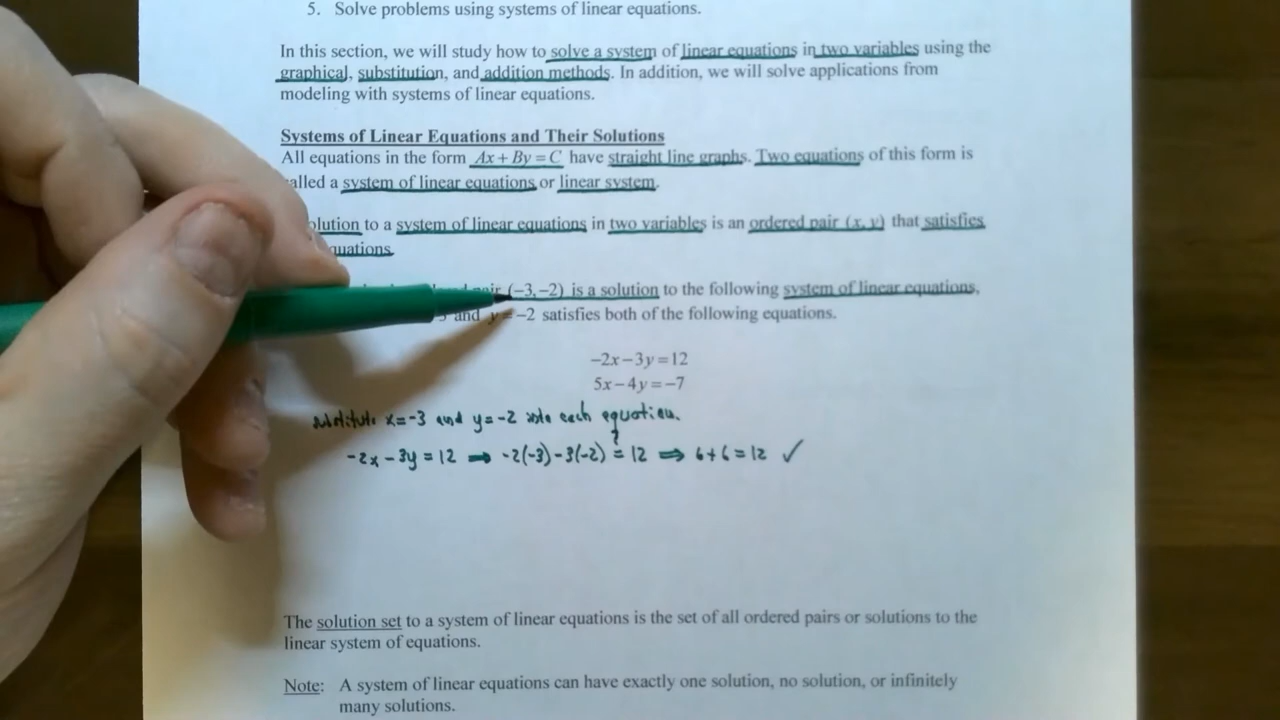 5. Solve problems using systems of linear equations.
In this section, we will study how to solve a system of linear equations in two variables using the
graphical, substitution, and addition methods. In addition, we will solve applications from
modeling with systems of linear equations.
Systems of Linear Equations and Their Solutions
All equations in the form Ax + By = C have straight line graphs. Two equations of this form is
a system of linear equations or linear system.
to a system of linear equations in two variables is an ordered pair (x, y) that satisfies
(−3,−2) is a solution to the following system of linear equations,
and y = −2 satisfies both of the following equations.
−2x − 3y = 12
5x − 4y = −7
substitute x=-3 and y=-2 into each equation.
-2x - 3y = 12 ⇒ -2(-3)-3(-2) ≟ 12 ⇒ 6+6=12 ✓
The solution set to a system of linear equations is the set of all ordered pairs or solutions to the
linear system of equations.
Note: A system of linear equations can have exactly one solution, no solution, or infinitely
many solutions.